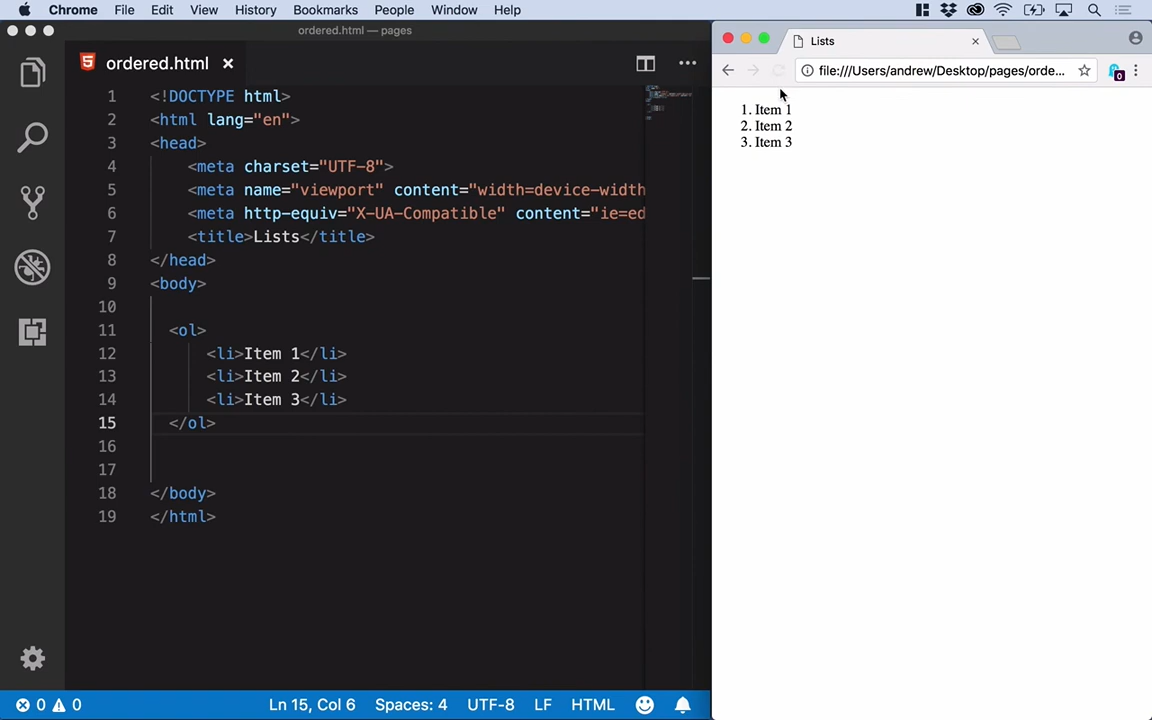 Chrome File Edit View History Bookmarks People Window Help
ordered.html — pages
ordered.html
1 <!DOCTYPE html>
2 <html lang="en">
3 <head>
4 <meta charset="UTF-8">
5 <meta name="viewport" content="width=device-width
6 <meta http-equiv="X-UA-Compatible" content="ie=ed
7 <title>Lists</title>
8 </head>
9 <body>
10
11 <ol>
12 <li>Item 1</li>
13 <li>Item 2</li>
14 <li>Item 3</li>
15 </ol>
16
17
18 </body>
19 </html>
0 0 Ln 15, Col 6 Spaces: 4 UTF-8 LF HTML
Lists
file:///Users/andrew/Desktop/pages/orde...
0
1. Item 1
2. Item 2
3. Item 3